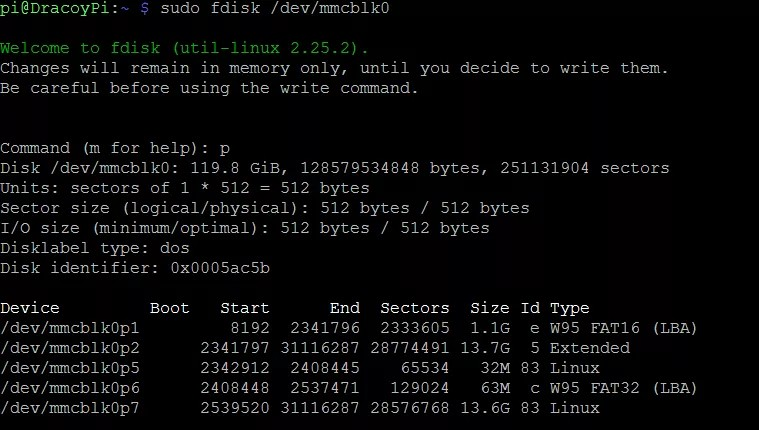 pi@DracoyPi:~ $ sudo fdisk /dev/mmcblk0
Welcome to fdisk (util-linux 2.25.2).
Changes will remain in memory only, until you decide to write them.
Be careful before using the write command.
Command (m for help): p
Disk /dev/mmcblk0: 119.8 GiB, 128579534848 bytes, 251131904 sectors
Units: sectors of 1 * 512 = 512 bytes
Sector size (logical/physical): 512 bytes / 512 bytes
I/O size (minimum/optimal): 512 bytes / 512 bytes
Disklabel type: dos
Disk identifier: 0x0005ac5b
Device         Boot   Start      End  Sectors  Size Id Type
/dev/mmcblk0p1         8192  2341796  2333605  1.1G  e W95 FAT16 (LBA)
/dev/mmcblk0p2      2341797 31116287 28774491 13.7G  5 Extended
/dev/mmcblk0p5      2342912  2408445    65534   32M 83 Linux
/dev/mmcblk0p6      2408448  2537471   129024   63M  c W95 FAT32 (LBA)
/dev/mmcblk0p7      2539520 31116287 28576768 13.6G 83 Linux